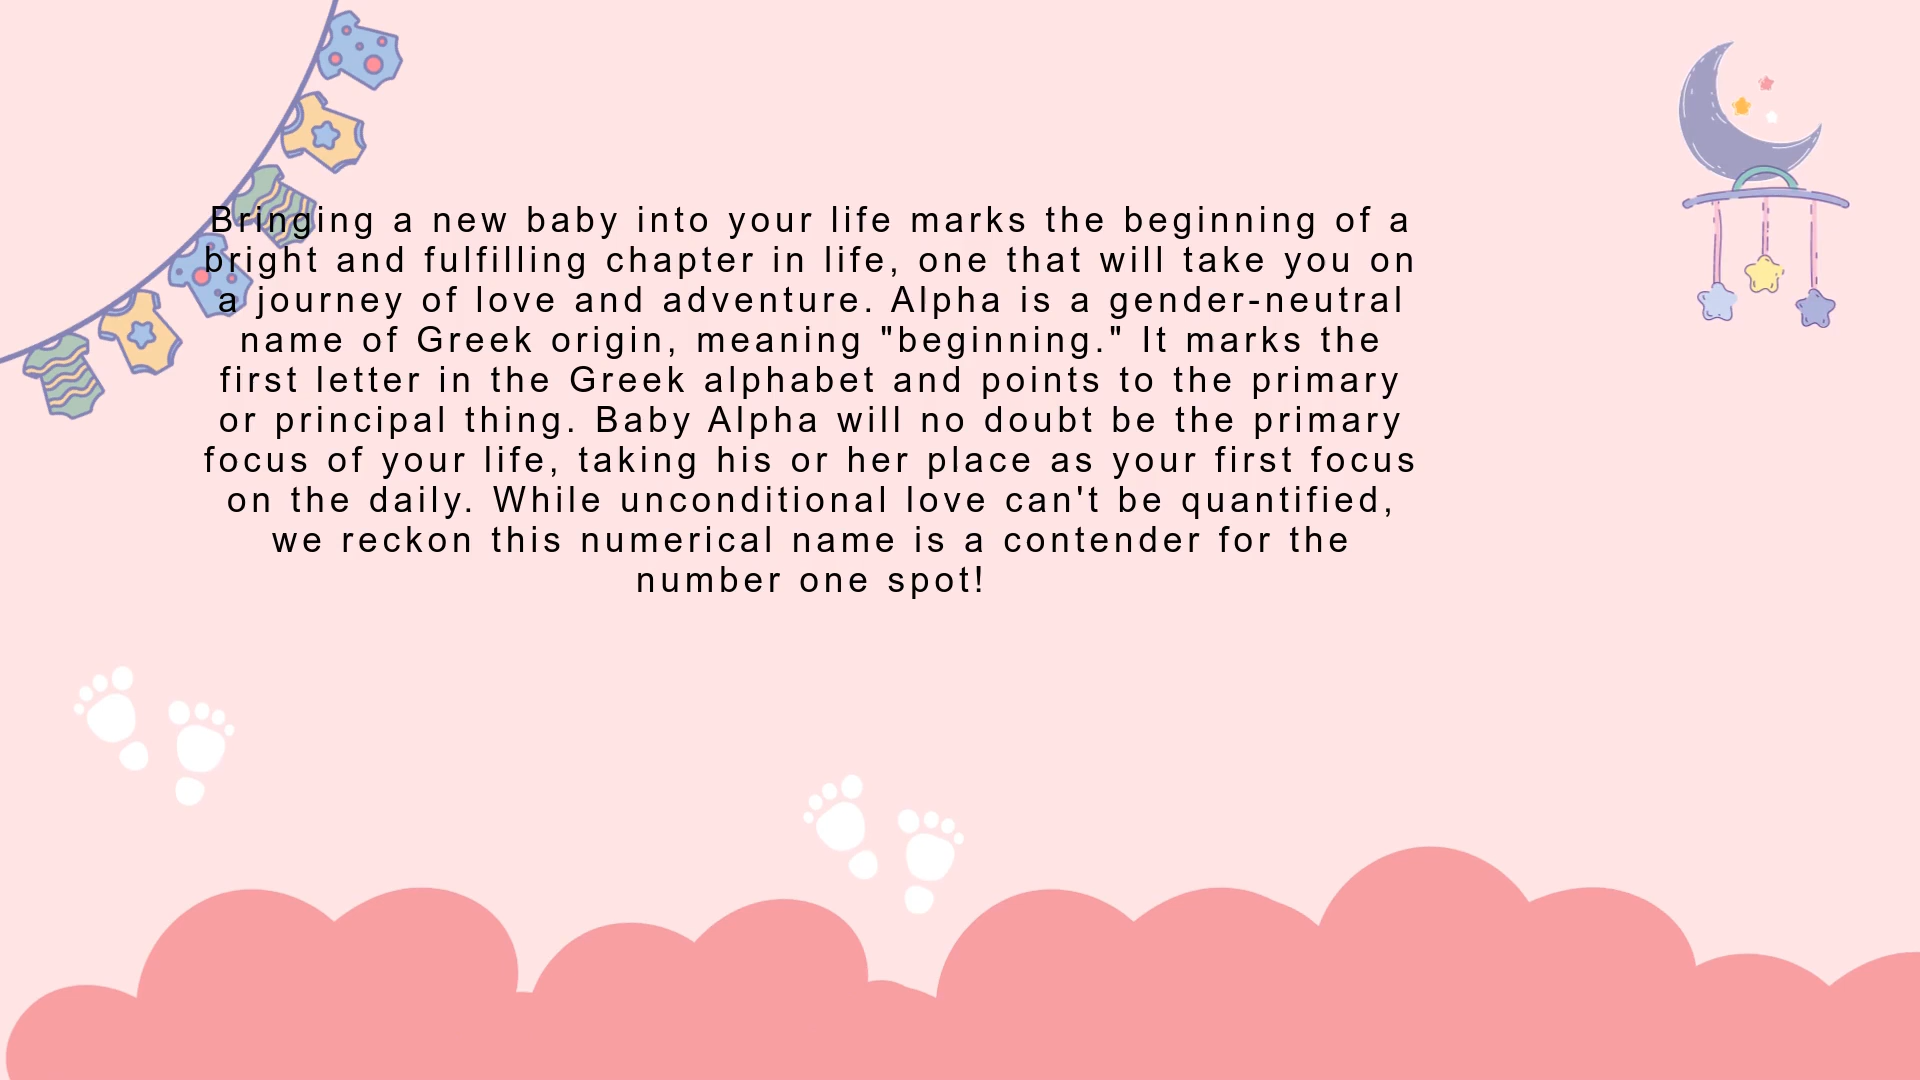 Bringing a new baby into your life marks the beginning of a
bright and fulfilling chapter in life, one that will take you on
a journey of love and adventure. Alpha is a gender-neutral
name of Greek origin, meaning "beginning." It marks the
first letter in the Greek alphabet and points to the primary
or principal thing. Baby Alpha will no doubt be the primary
focus of your life, taking his or her place as your first focus
on the daily. While unconditional love can't be quantified,
we reckon this numerical name is a contender for the
number one spot!